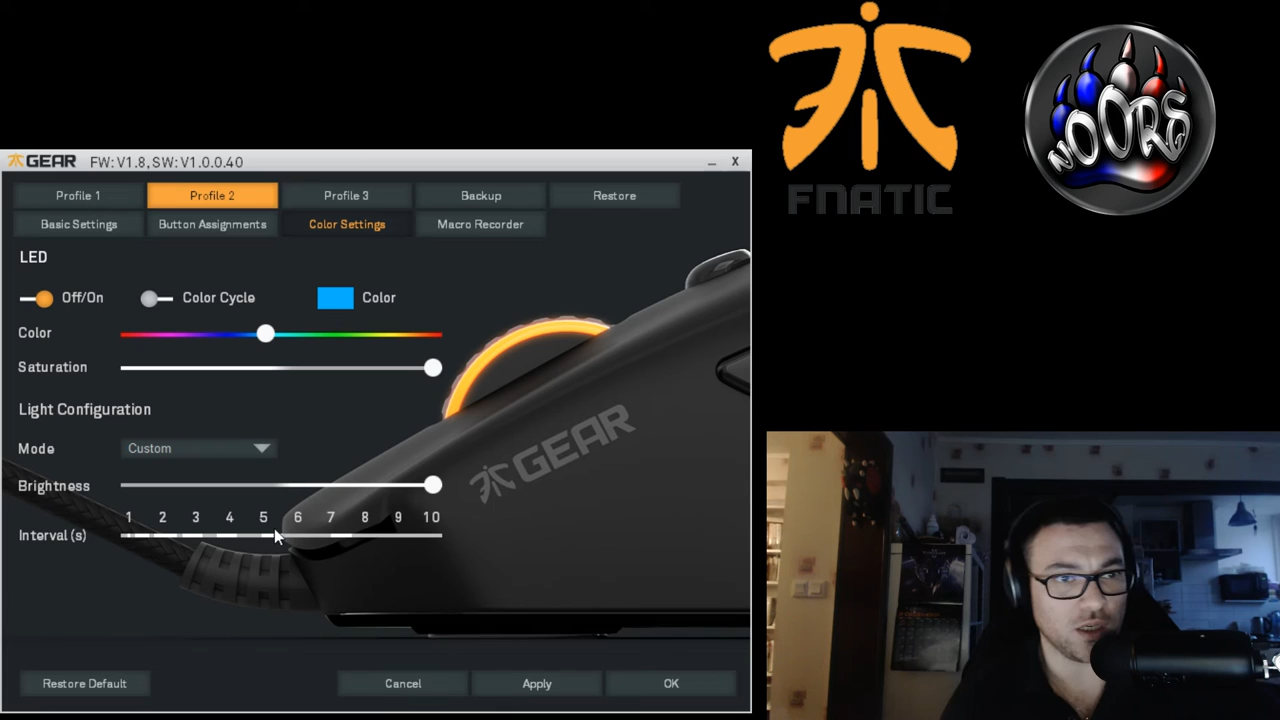 FNATIC
nOORS
GEAR FW: V1.8, SW: V1.0.0.40
Profile 1 Profile 2 Profile 3 Backup Restore
Basic Settings Button Assignments Color Settings Macro Recorder
LED
Off/On Color Cycle Color
Color
Saturation
Light Configuration
Mode Custom
Brightness
1 2 3 4 5 6 7 8 9 10
Interval (s)
GEAR
Restore Default Cancel Apply OK